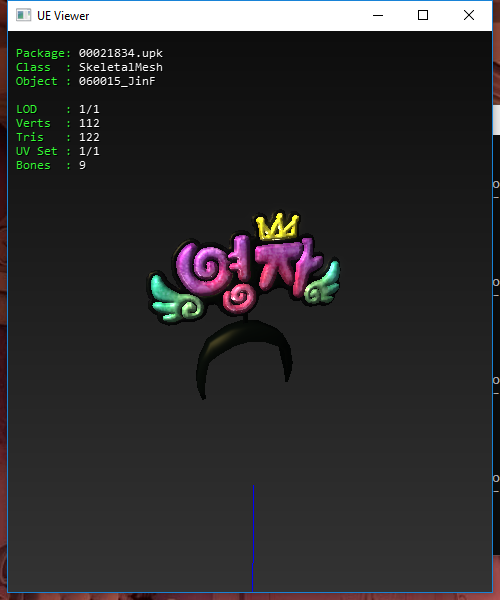 UE Viewer
Package: 00021834.upk
Class : SkeletalMesh
Object : 060015_JinF
LOD : 1/1
Verts : 112
Tris : 122
UV Set : 1/1
Bones : 9
영자